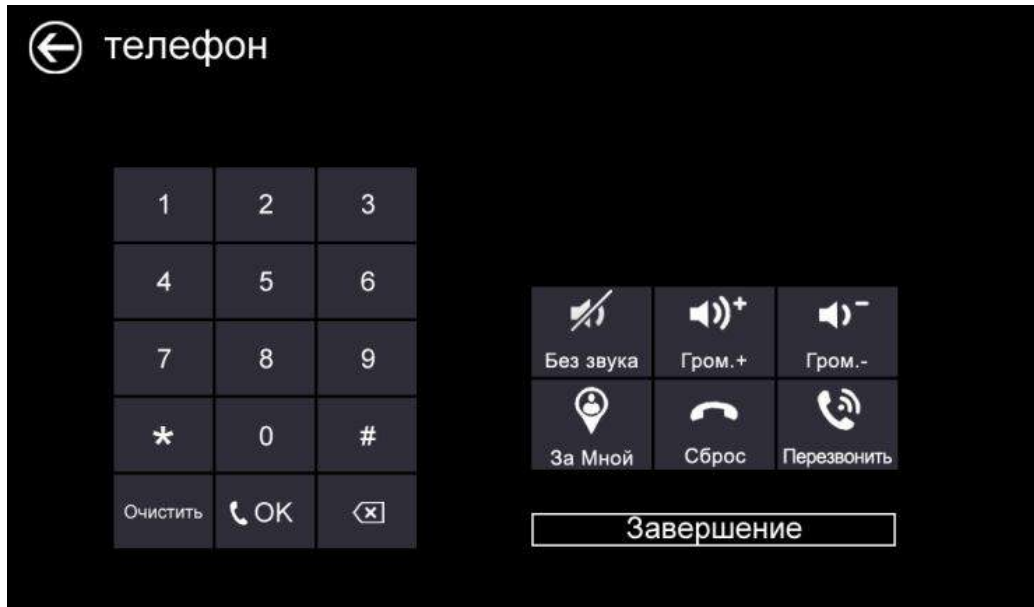 телефон
1 2 3
4 5 6
7 8 9
* 0 #
Очистить OK
Без звука Гром.+ Гром.-
За Мной Сброс Перезвонить
Завершение